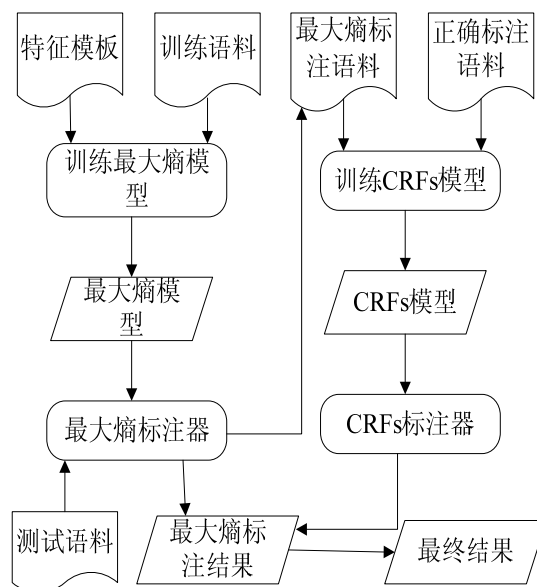 特征模板
训练语料
最大熵标
注语料
正确标注
语料
训练最大熵模
型
训练CRFs模型
最大熵模
型
CRFs模型
最大熵标注器
CRFs标注器
测试语料
最大熵标
注结果
最终结果